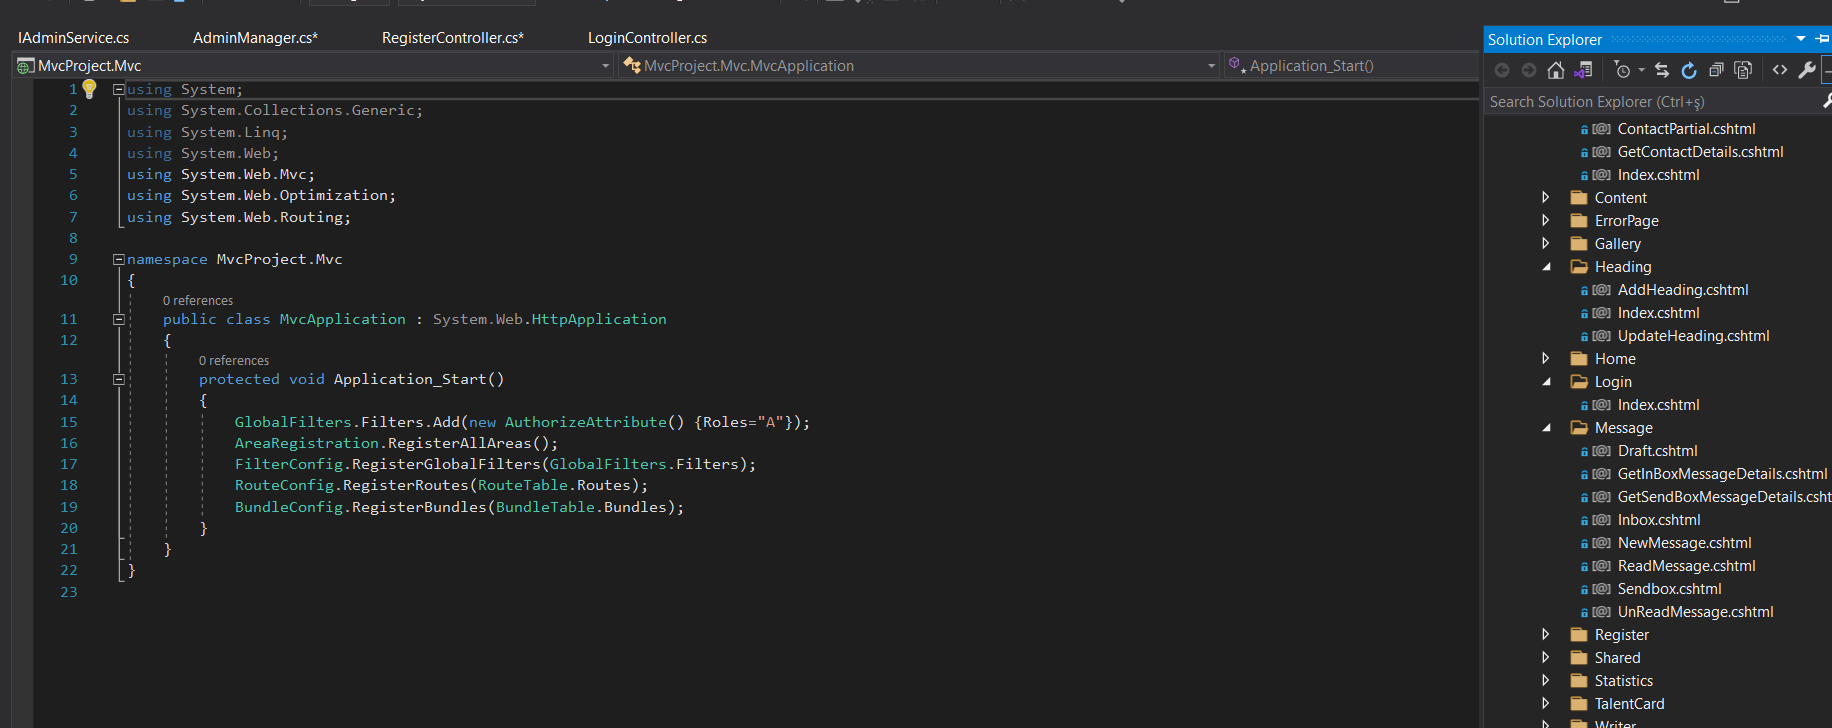 IAdminService.cs AdminManager.cs* RegisterController.cs* LoginController.cs
MvcProject.Mvc MvcProject.Mvc.MvcApplication Application_Start()
1 using System;
2 using System.Collections.Generic;
3 using System.Linq;
4 using System.Web;
5 using System.Web.Mvc;
6 using System.Web.Optimization;
7 using System.Web.Routing;
8
9 namespace MvcProject.Mvc
10 {
0 references
11 public class MvcApplication : System.Web.HttpApplication
12 {
0 references
13 protected void Application_Start()
14 {
15 GlobalFilters.Filters.Add(new AuthorizeAttribute() {Roles="A"});
16 AreaRegistration.RegisterAllAreas();
17 FilterConfig.RegisterGlobalFilters(GlobalFilters.Filters);
18 RouteConfig.RegisterRoutes(RouteTable.Routes);
19 BundleConfig.RegisterBundles(BundleTable.Bundles);
20 }
21 }
22 }
23
Solution Explorer
Search Solution Explorer (Ctrl+ş)
ContactPartial.cshtml
GetContactDetails.cshtml
Index.cshtml
Content
ErrorPage
Gallery
Heading
AddHeading.cshtml
Index.cshtml
UpdateHeading.cshtml
Home
Login
Index.cshtml
Message
Draft.cshtml
GetInBoxMessageDetails.cshtml
GetSendBoxMessageDetails.csht
Inbox.cshtml
NewMessage.cshtml
ReadMessage.cshtml
Sendbox.cshtml
UnReadMessage.cshtml
Register
Shared
Statistics
TalentCard
Writer